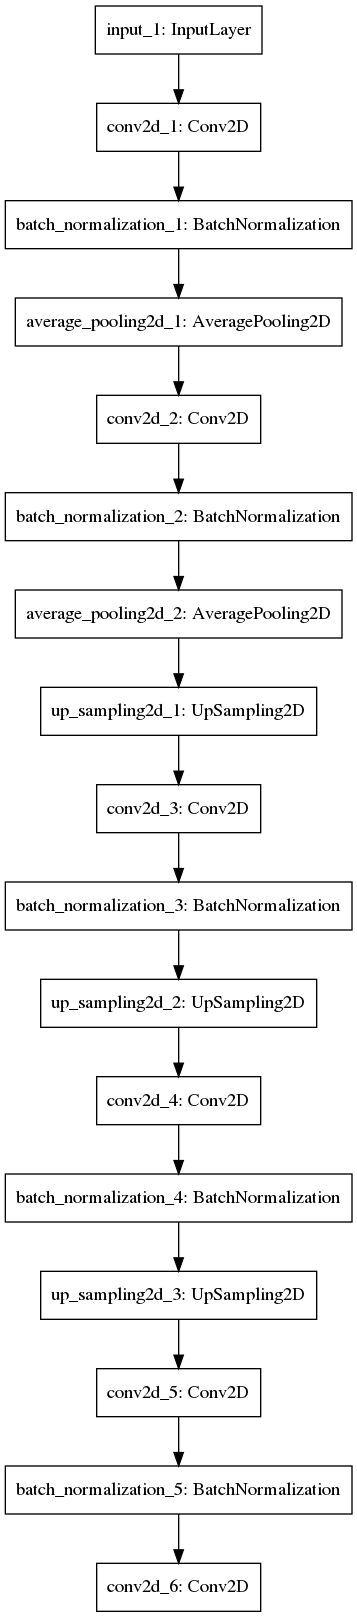 input_1: InputLayer
conv2d_1: Conv2D
batch_normalization_1: BatchNormalization
average_pooling2d_1: AveragePooling2D
conv2d_2: Conv2D
batch_normalization_2: BatchNormalization
average_pooling2d_2: AveragePooling2D
up_sampling2d_1: UpSampling2D
conv2d_3: Conv2D
batch_normalization_3: BatchNormalization
up_sampling2d_2: UpSampling2D
conv2d_4: Conv2D
batch_normalization_4: BatchNormalization
up_sampling2d_3: UpSampling2D
conv2d_5: Conv2D
batch_normalization_5: BatchNormalization
conv2d_6: Conv2D